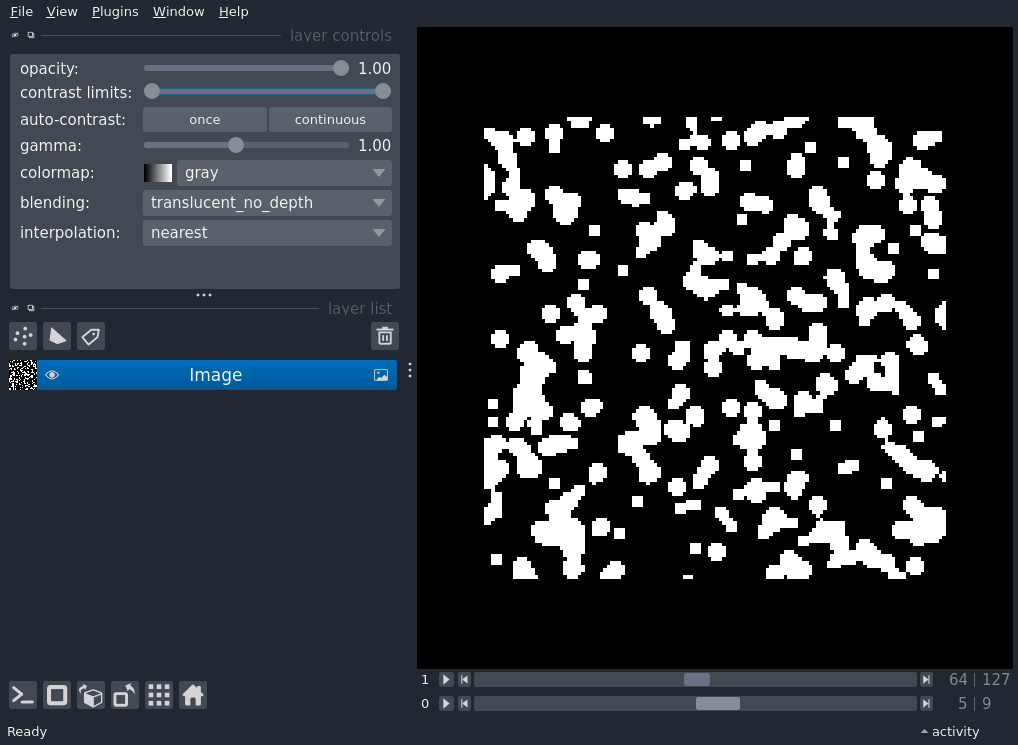 File View Plugins Window Help
layer controls
opacity: 1.00
contrast limits:
auto-contrast: once continuous
gamma: 1.00
colormap: gray
blending: translucent_no_depth
interpolation: nearest
layer list
Image
1 64 | 127
0 5 | 9
Ready activity